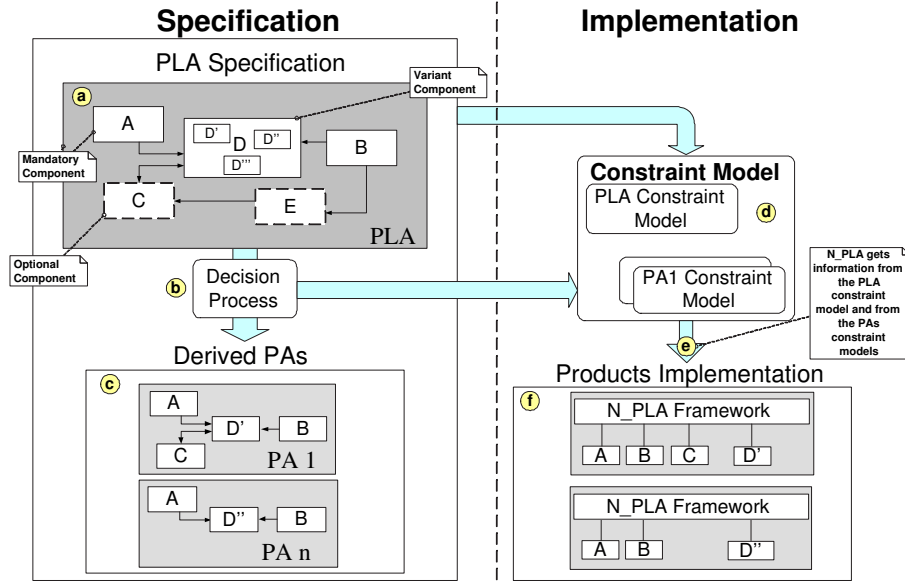 Specification
Implementation
PLA Specification
a
Variant
Component
A
D'
D
D''
D'''
B
Mandatory
Component
C
E
PLA
Optional
Component
b
Decision
Process
Constraint Model
PLA Constraint
Model
d
PA1 Constraint
Model
N_PLA gets
information from
the PLA
constraint
model and from
the PAs
constraint
models
e
Derived PAs
c
A
D'
B
C
PA 1
A
D''
B
PA n
Products Implementation
f
N_PLA Framework
A
B
C
D'
N_PLA Framework
A
B
D''